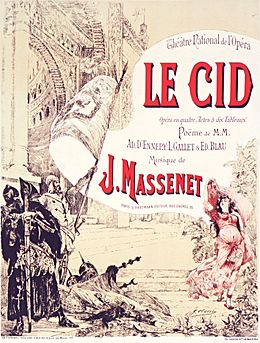 Théâtre National de l'Opéra
LE CID
Opéra en quatre Actes & dix Tableaux
Poème de M.M.
AD. D'ENNERY, L. GALLET & ED. BLAU
Musique de
J. MASSENET